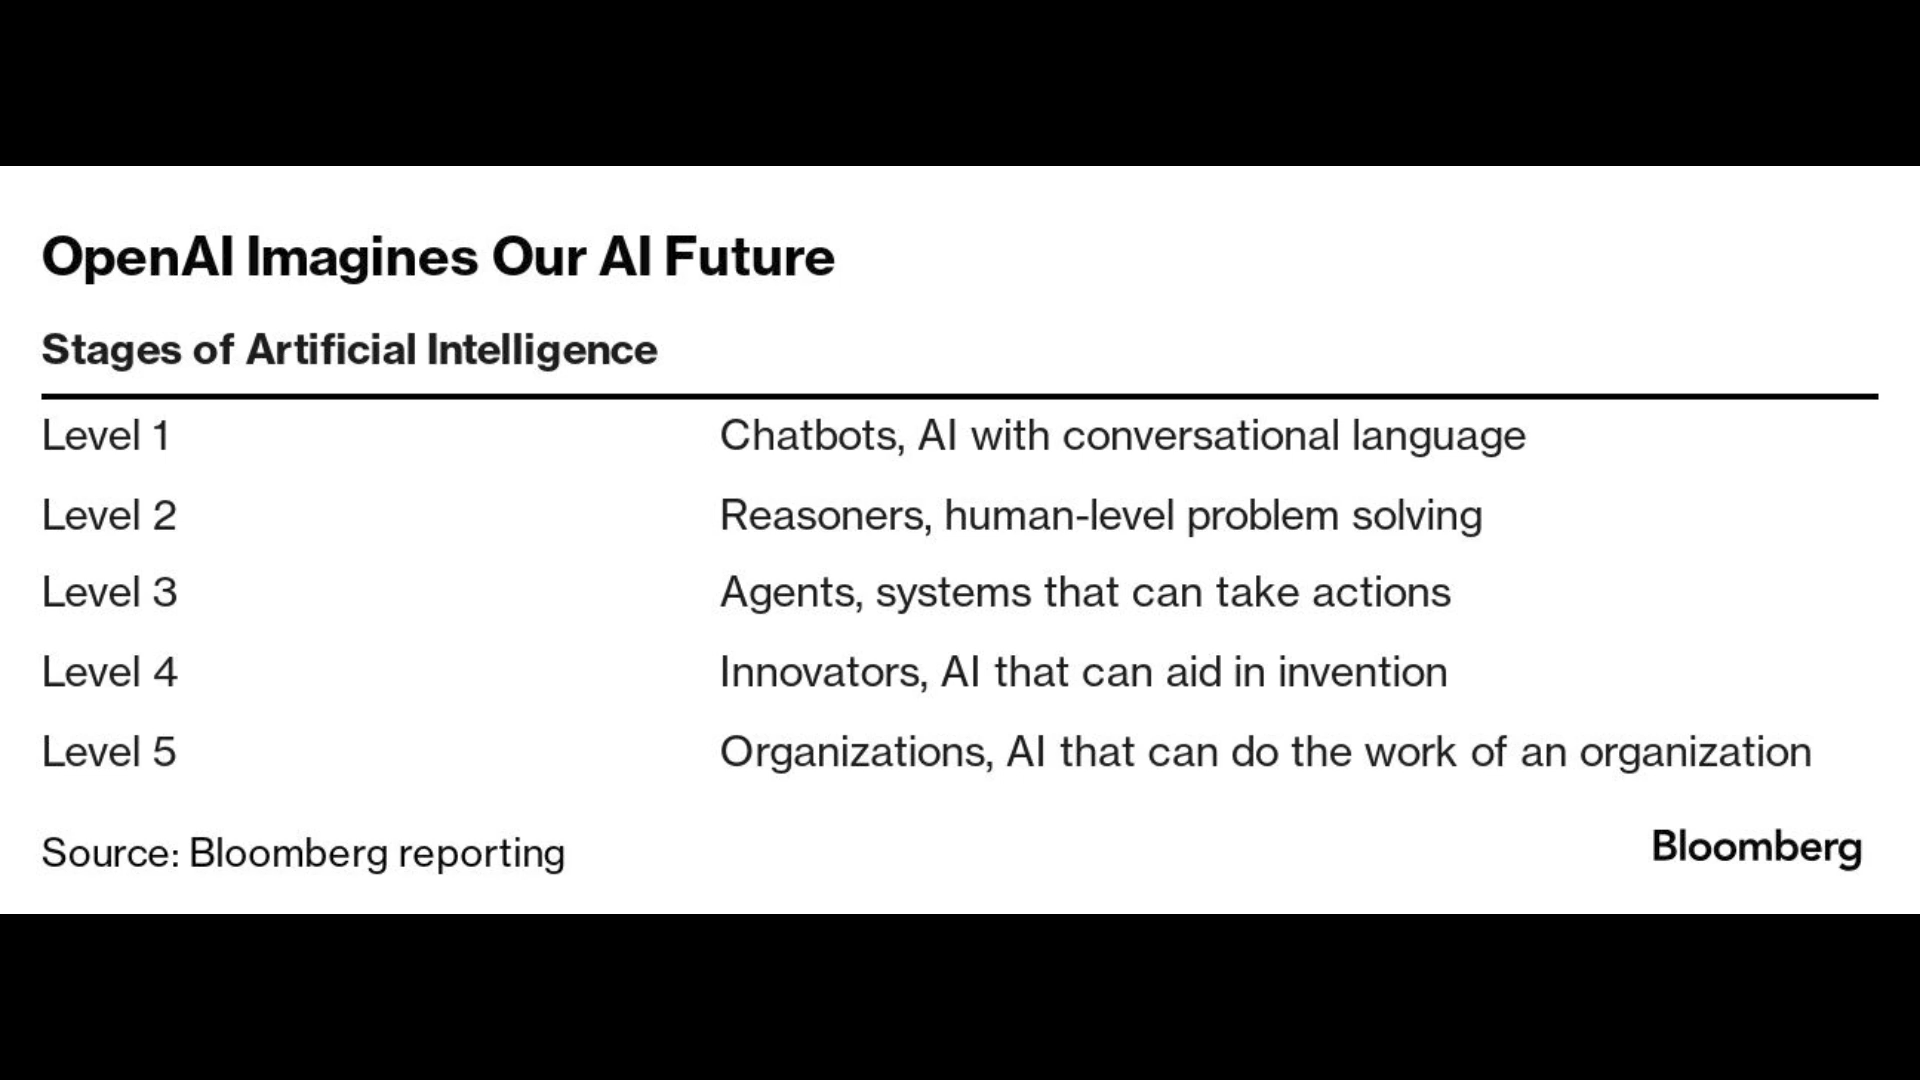 OpenAI Imagines Our AI Future
Stages of Artificial Intelligence
Level 1 Chatbots, AI with conversational language
Level 2 Reasoners, human-level problem solving
Level 3 Agents, systems that can take actions
Level 4 Innovators, AI that can aid in invention
Level 5 Organizations, AI that can do the work of an organization
Source: Bloomberg reporting
Bloomberg